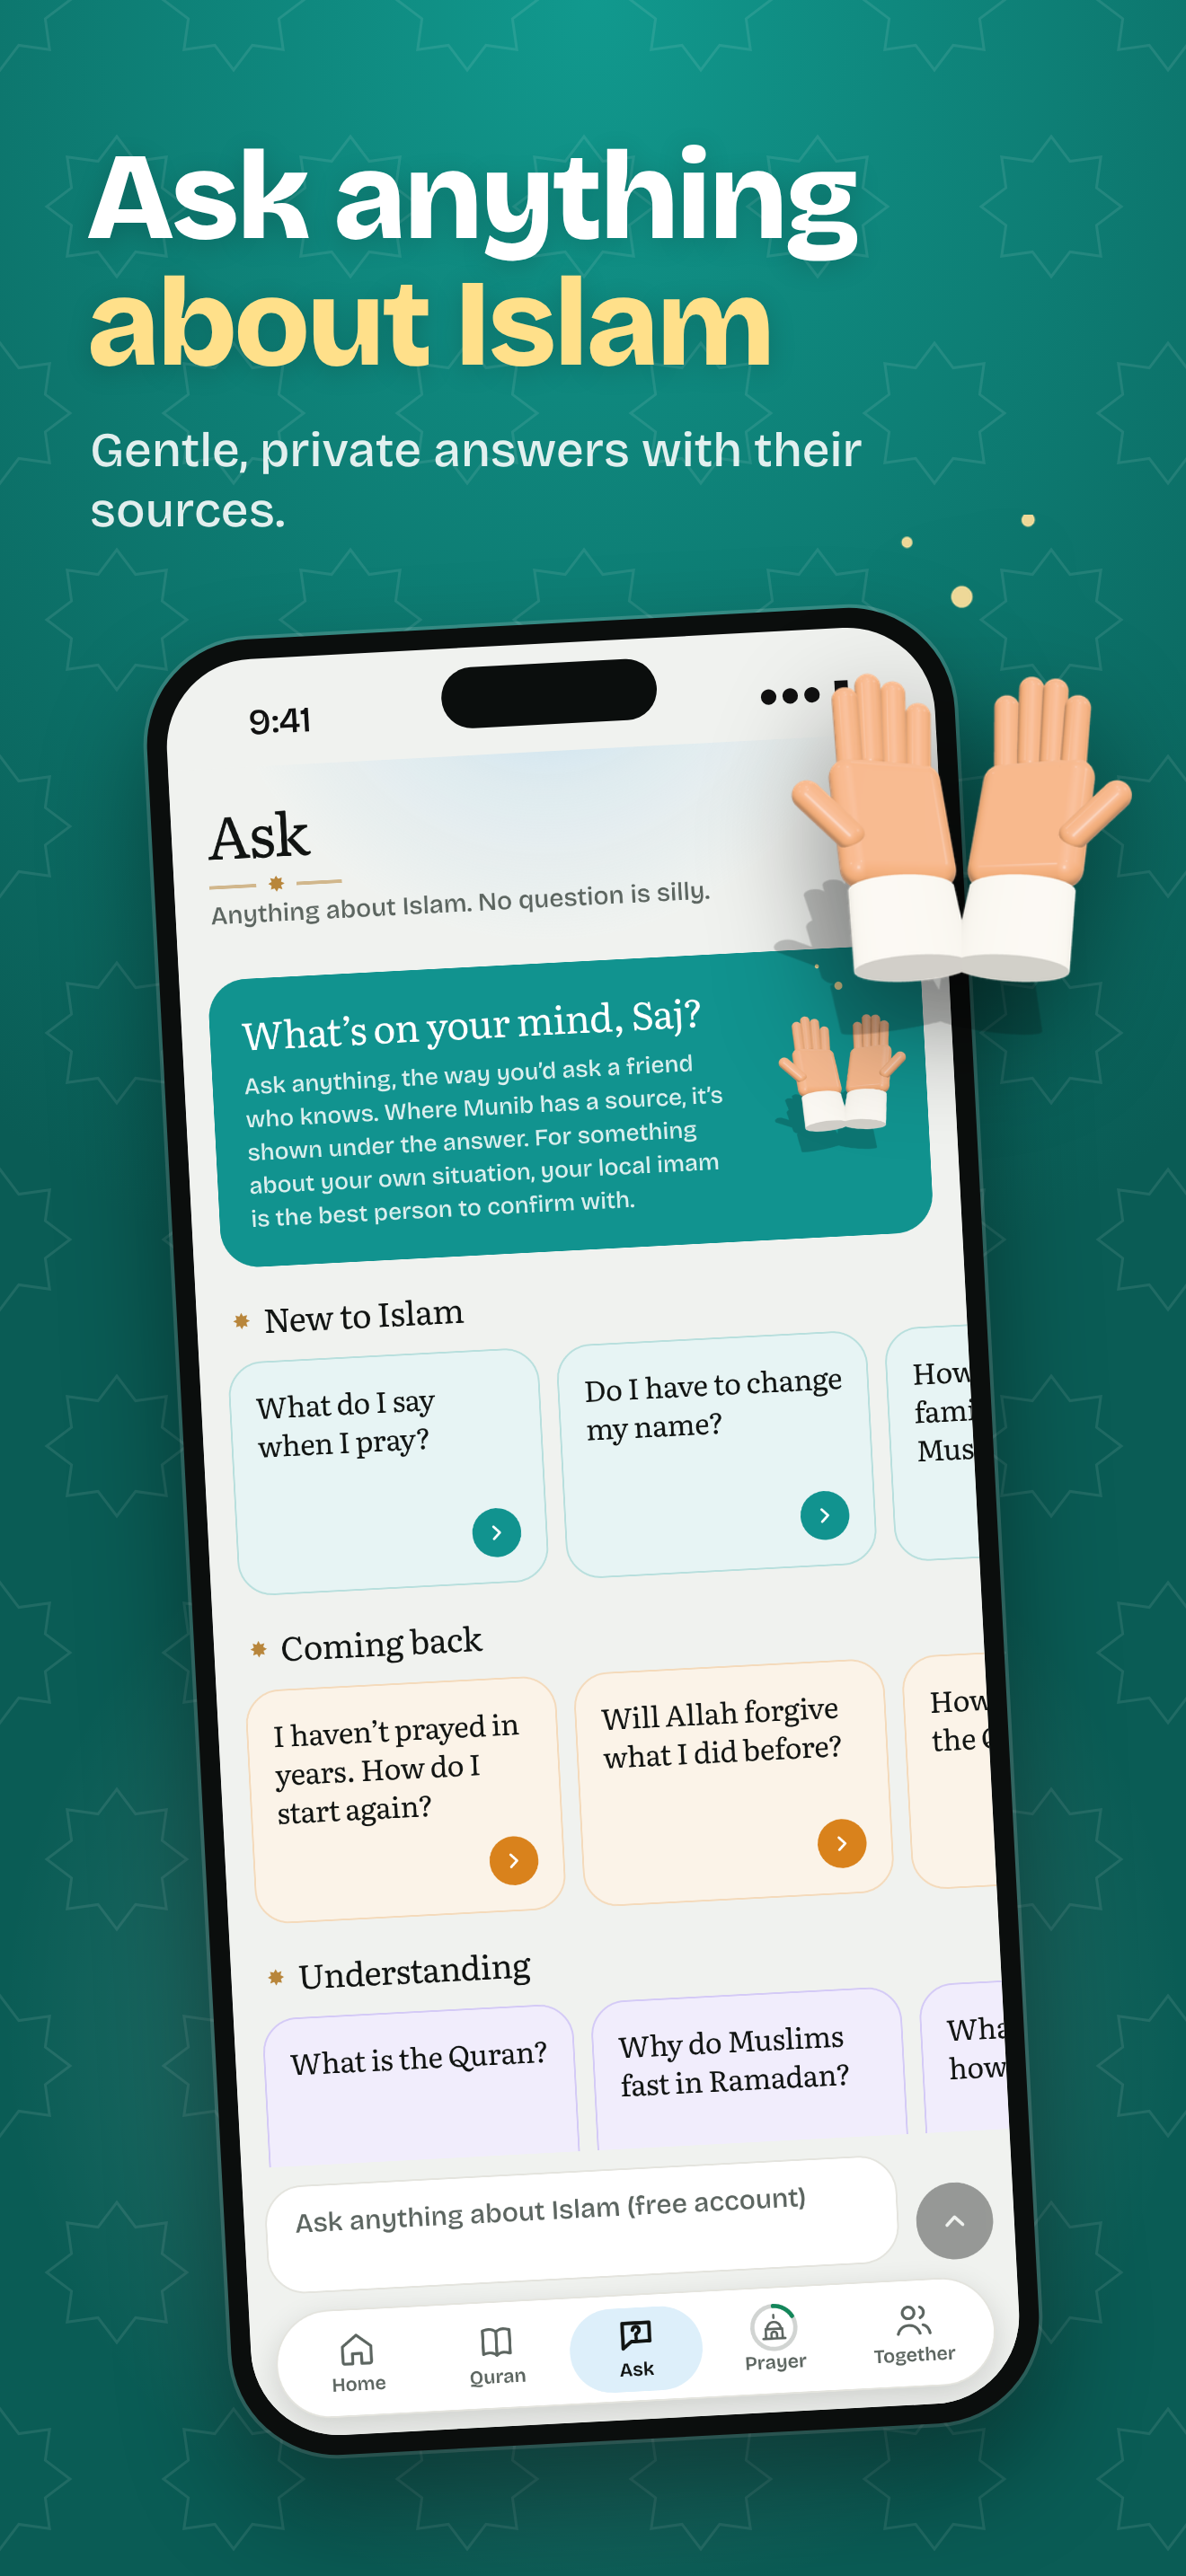 Ask anything
about Islam
Gentle, private answers with their
sources.
9:41
Ask
Anything about Islam. No question is silly.
What’s on your mind, Saj?
Ask anything, the way you’d ask a friend
who knows. Where Munib has a source, it’s
shown under the answer. For something
about your own situation, your local imam
is the best person to confirm with.
New to Islam
What do I say
when I pray?
Do I have to change
my name?
How
Coming back
I haven’t prayed in
years. How do I
start again?
Will Allah forgive
what I did before?
How
the
Understanding
What is the Quran?
Why do Muslims
fast in Ramadan?
how
Ask anything about Islam (free account)
Home
Quran
Ask
Prayer
Together